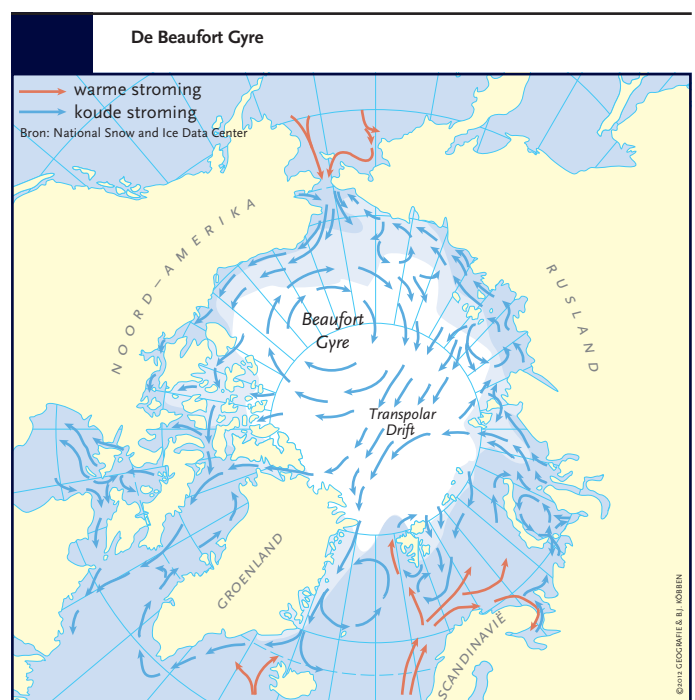 De Beaufort Gyre
warme stroming
koude stroming
Bron: National Snow and Ice Data Center
NOORD–AMERIKA
RUSLAND
Beaufort
Gyre
Transpolar
Drift
GROENLAND
SCANDINAVIË
©2012 GEOGRAFIE & B.J. KÖBBEN